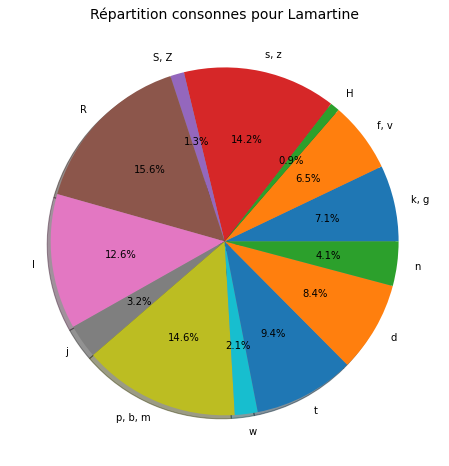 Répartition consonnes pour Lamartine
S, Z
s, z
H
R
f, v
1.3%
14.2%
0.9%
15.6%
6.5%
k, g
7.1%
12.6%
4.1%
l
n
3.2%
8.4%
14.6%
2.1%
9.4%
j
d
p, b, m
t
w